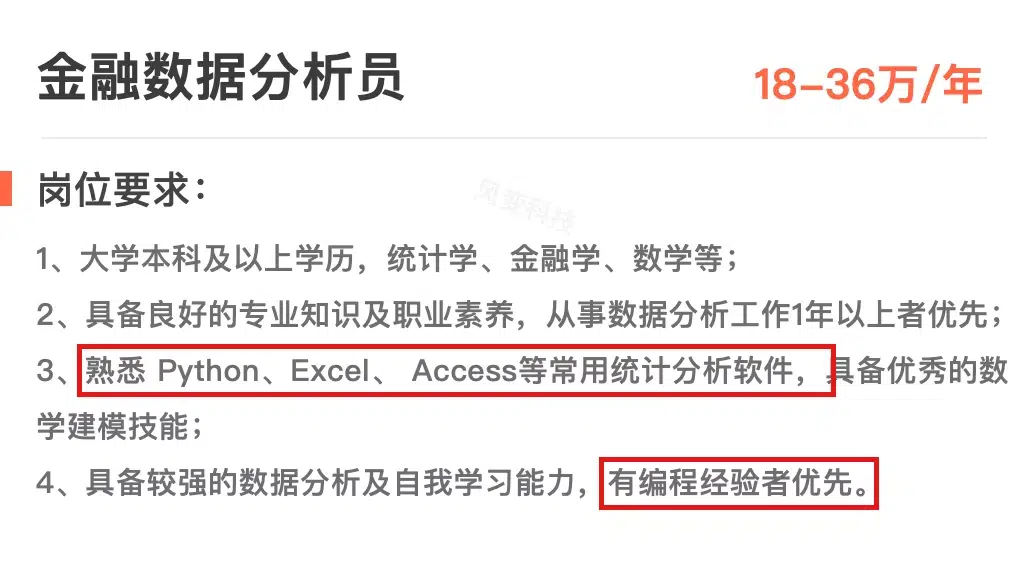 金融数据分析员
18-36万/年
岗位要求：
风变科技
1、大学本科及以上学历，统计学、金融学、数学等；
2、具备良好的专业知识及职业素养，从事数据分析工作1年以上者优先；
3、熟悉 Python、Excel、 Access等常用统计分析软件，具备优秀的数
学建模技能；
4、具备较强的数据分析及自我学习能力，有编程经验者优先。